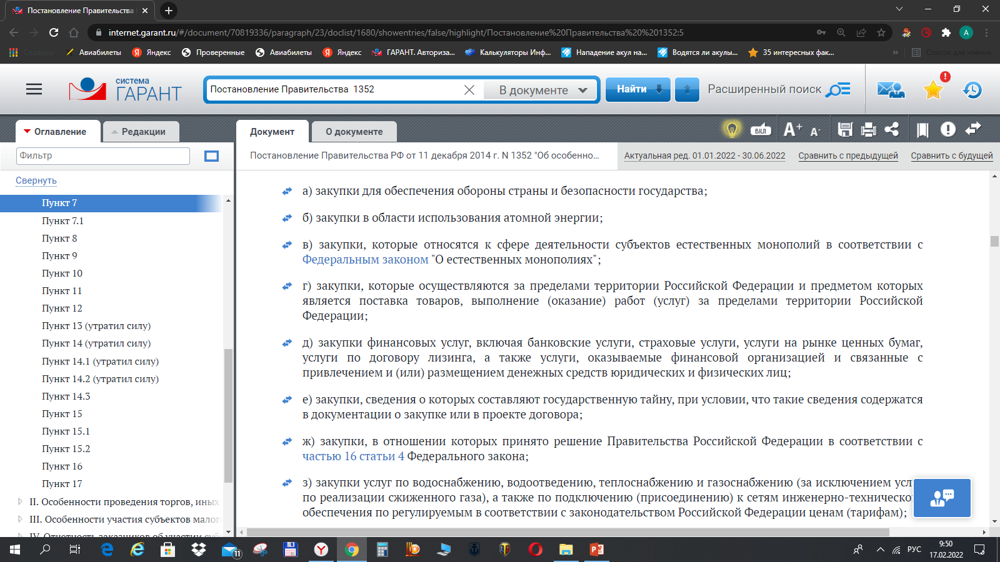 Постановление Правительства
internet.garant.ru/#/document/70819336/paragraph/23/doclist/1680/showentries/false/highlight/Постановление%20Правительства%20%201352:5
A
Сервисы
Авиабилеты
Яндекс
Проверенные
Авиабилеты
Яндекс
ГАРАНТ. Авториза...
Калькуляторы Инф...
Нападение акул на...
Водятся ли акулы...
35 интересных фак...
»
Список для чтения
система
ГАРАНТ
Постановление Правительства  1352
В документе
Найти
Расширенный поиск
!
Оглавление
Редакции
Документ
О документе
ВКЛ
A+
A-
Фильтр
Постановление Правительства РФ от 11 декабря 2014 г. N 1352 "Об особенно...
Актуальная ред. 01.01.2022 - 30.06.2022
Сравнить с предыдущей
Сравнить с будущей
Свернуть
Пункт 7
Пункт 7.1
Пункт 8
Пункт 9
Пункт 10
Пункт 11
Пункт 12
Пункт 13 (утратил силу)
Пункт 14 (утратил силу)
Пункт 14.1 (утратил силу)
Пункт 14.2 (утратил силу)
Пункт 14.3
Пункт 15
Пункт 15.1
Пункт 15.2
Пункт 16
Пункт 17
II. Особенности проведения торгов, иных
III. Особенности участия субъектов малого
IV. Отчетность заказчиков об участии суб
а) закупки для обеспечения обороны страны и безопасности государства;
б) закупки в области использования атомной энергии;
в) закупки, которые относятся к сфере деятельности субъектов естественных монополий в соответствии с
Федеральным законом "О естественных монополиях";
г) закупки, которые осуществляются за пределами территории Российской Федерации и предметом которых
является поставка товаров, выполнение (оказание) работ (услуг) за пределами территории Российской
Федерации;
д) закупки финансовых услуг, включая банковские услуги, страховые услуги, услуги на рынке ценных бумаг,
услуги по договору лизинга, а также услуги, оказываемые финансовой организацией и связанные с
привлечением и (или) размещением денежных средств юридических и физических лиц;
е) закупки, сведения о которых составляют государственную тайну, при условии, что такие сведения содержатся
в документации о закупке или в проекте договора;
ж) закупки, в отношении которых принято решение Правительства Российской Федерации в соответствии с
частью 16 статьи 4 Федерального закона;
з) закупки услуг по водоснабжению, водоотведению, теплоснабжению и газоснабжению (за исключением усл
по реализации сжиженного газа), а также по подключению (присоединению) к сетям инженерно-техническо
обеспечения по регулируемым в соответствии с законодательством Российской Федерации ценам (тарифам);
11
РУС
9:50
17.02.2022